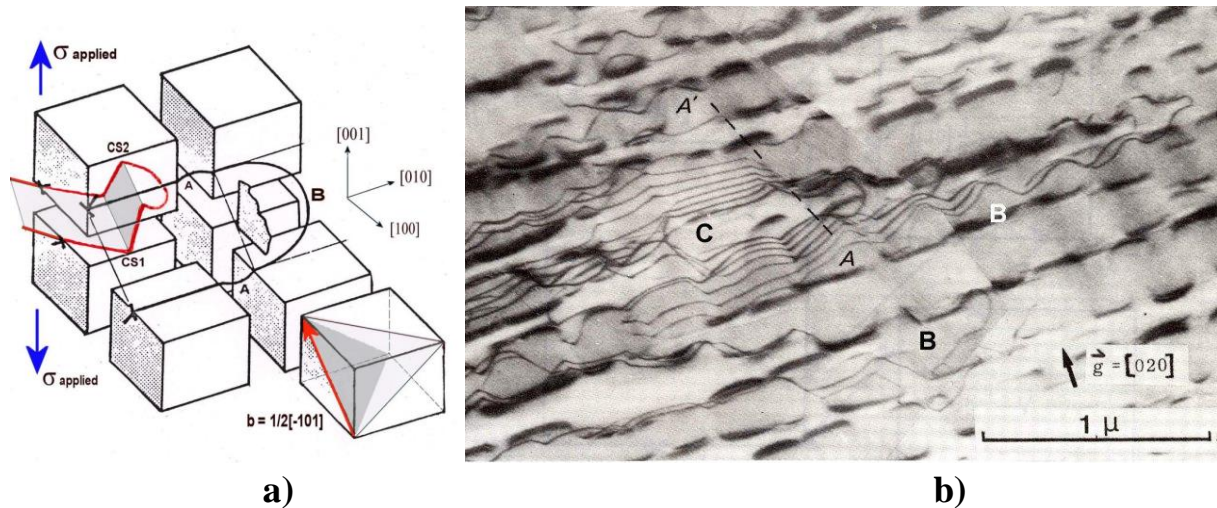 σ applied
CS2
A
B
[001]
[010]
[100]
CS1
A
σ applied
b = 1/2[-101]
A'
C
B
A
B
g = [020]
1 μ
a)
b)